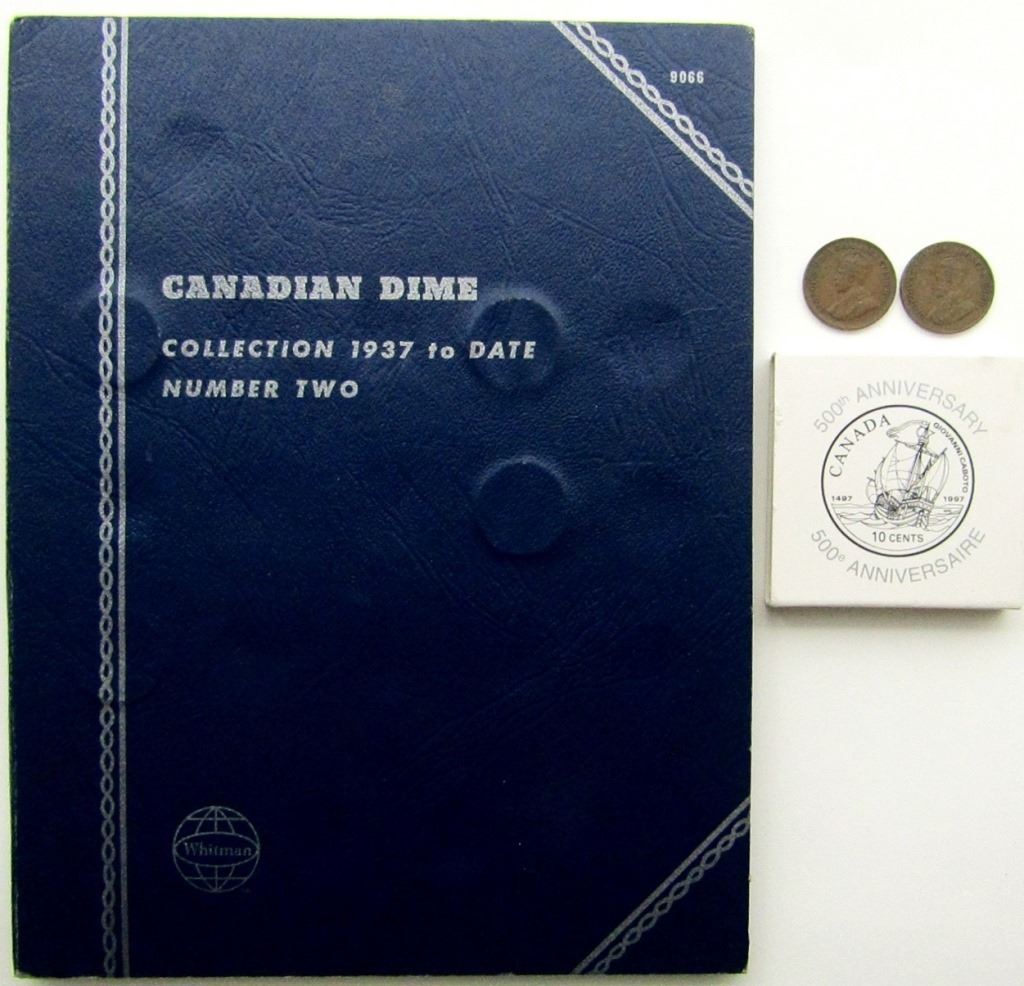 9066
CANADIAN DIME
COLLECTION 1937 to DATE
NUMBER TWO
Whitman
500th ANNIVERSARY
CANADA
GIOVANNI CABOTO
1497
1997
10 CENTS
500e ANNIVERSAIRE